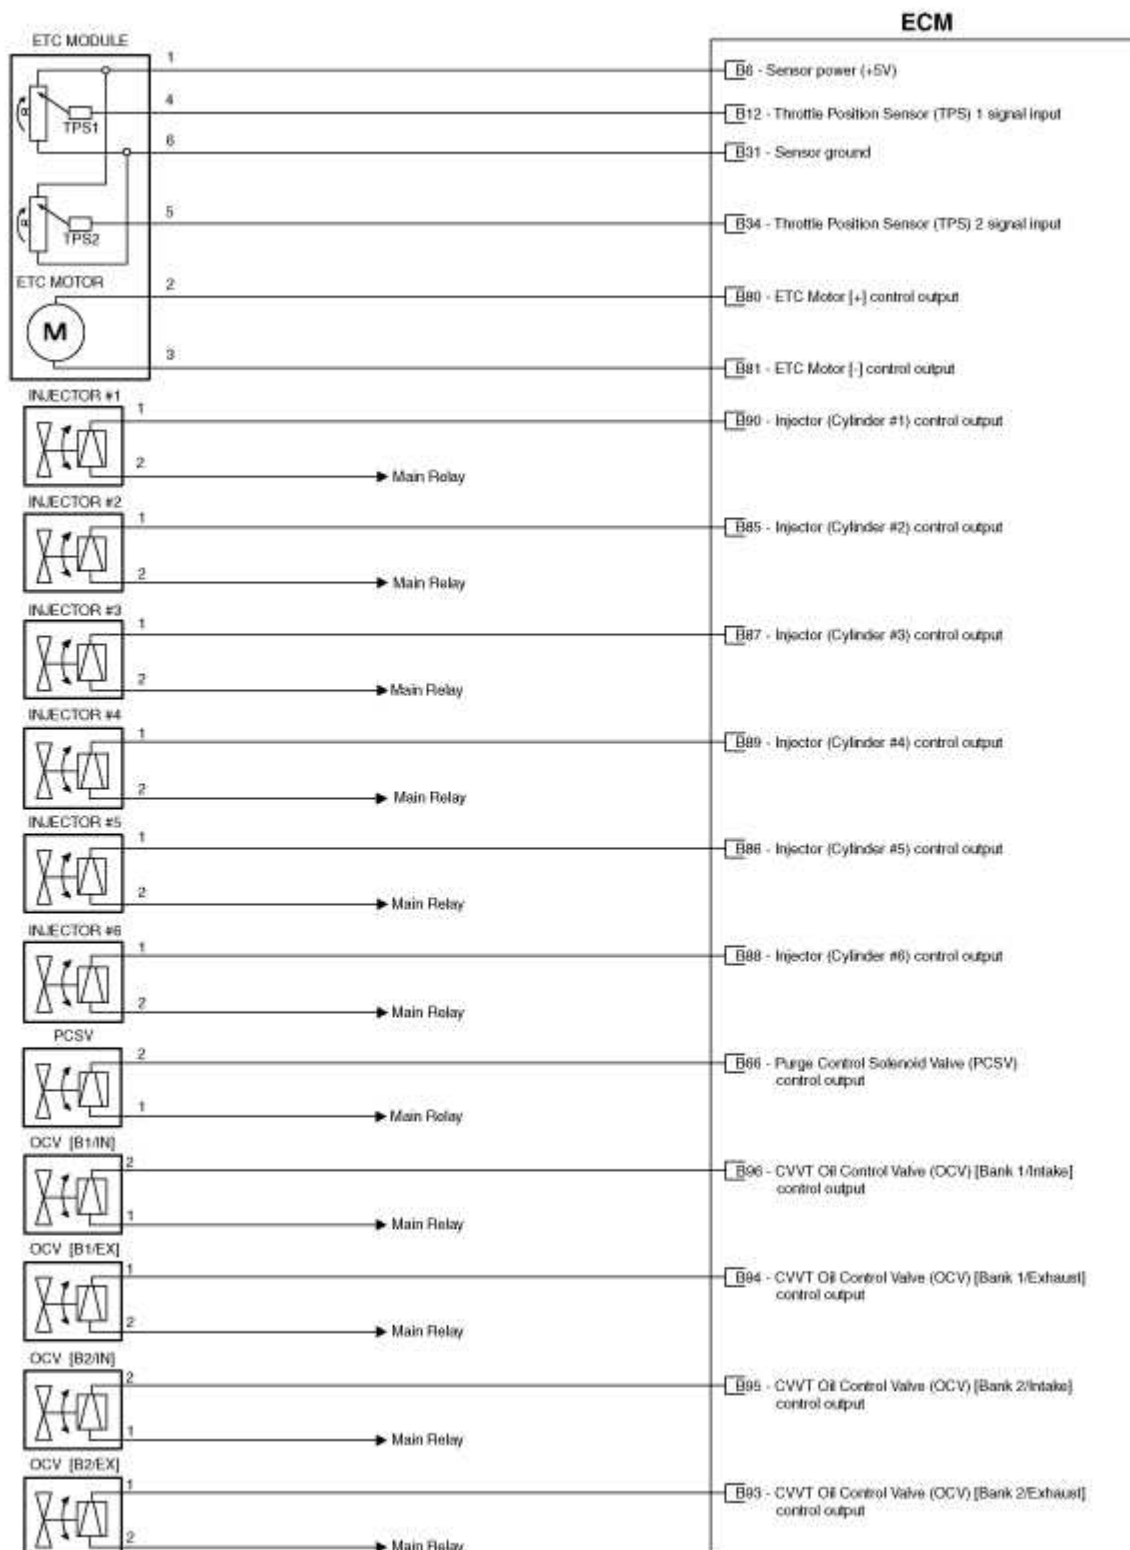 ECM
ETC MODULE
1
B6 - Sensor power (+5V)
4
B12 - Throttle Position Sensor (TPS) 1 signal input
TPS1
6
B31 - Sensor ground
5
B34 - Throttle Position Sensor (TPS) 2 signal input
TPS2
ETC MOTOR
2
B80 - ETC Motor [+] control output
M
3
B81 - ETC Motor [-] control output
INJECTOR #1
1
B90 - Injector (Cylinder #1) control output
2
Main Relay
INJECTOR #2
1
B85 - Injector (Cylinder #2) control output
2
Main Relay
INJECTOR #3
1
B87 - Injector (Cylinder #3) control output
2
Main Relay
INJECTOR #4
1
B89 - Injector (Cylinder #4) control output
2
Main Relay
INJECTOR #5
1
B86 - Injector (Cylinder #5) control output
2
Main Relay
INJECTOR #6
1
B88 - Injector (Cylinder #6) control output
2
Main Relay
PCSV
2
B66 - Purge Control Solenoid Valve (PCSV)
control output
1
Main Relay
OCV [B1/IN]
2
B96 - CVVT Oil Control Valve (OCV) [Bank 1/Intake]
control output
1
Main Relay
OCV [B1/EX]
1
B94 - CVVT Oil Control Valve (OCV) [Bank 1/Exhaust]
control output
2
Main Relay
OCV [B2/IN]
2
B95 - CVVT Oil Control Valve (OCV) [Bank 2/Intake]
control output
1
Main Relay
OCV [B2/EX]
1
B93 - CVVT Oil Control Valve (OCV) [Bank 2/Exhaust]
control output
2
Main Relay